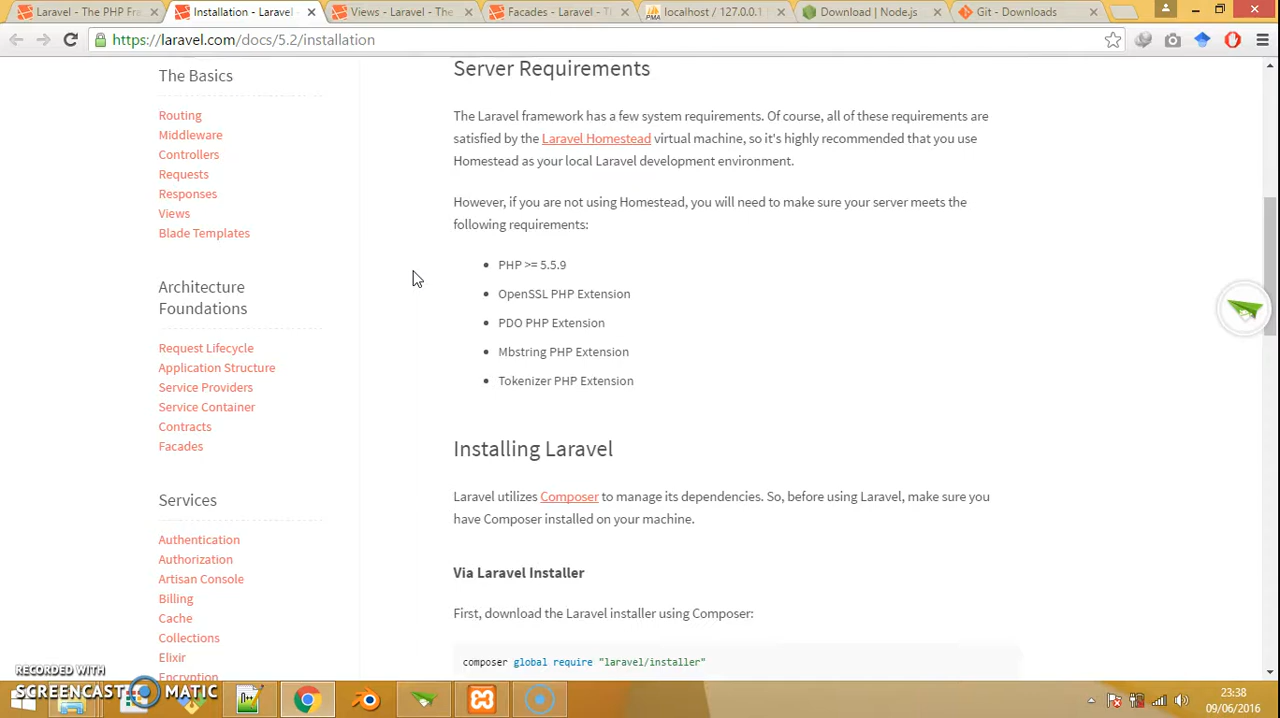 Laravel - The PHP Fra
Installation - Laravel
Views - Laravel - The
Facades - Laravel - T
localhost / 127.0.0.1
Download | Node.js
Git - Downloads
https://laravel.com/docs/5.2/installation
The Basics
Routing
Middleware
Controllers
Requests
Responses
Views
Blade Templates
Architecture
Foundations
Request Lifecycle
Application Structure
Service Providers
Service Container
Contracts
Facades
Services
Authentication
Authorization
Artisan Console
Billing
Cache
Collections
Elixir
Encryption
Server Requirements
The Laravel framework has a few system requirements. Of course, all of these requirements are
satisfied by the Laravel Homestead virtual machine, so it's highly recommended that you use
Homestead as your local Laravel development environment.
However, if you are not using Homestead, you will need to make sure your server meets the
following requirements:
PHP >= 5.5.9
OpenSSL PHP Extension
PDO PHP Extension
Mbstring PHP Extension
Tokenizer PHP Extension
Installing Laravel
Laravel utilizes Composer to manage its dependencies. So, before using Laravel, make sure you
have Composer installed on your machine.
Via Laravel Installer
First, download the Laravel installer using Composer:
composer global require "laravel/installer"
RECORDED WITH
SCREENCAST MATIC
23:38
09/06/2016